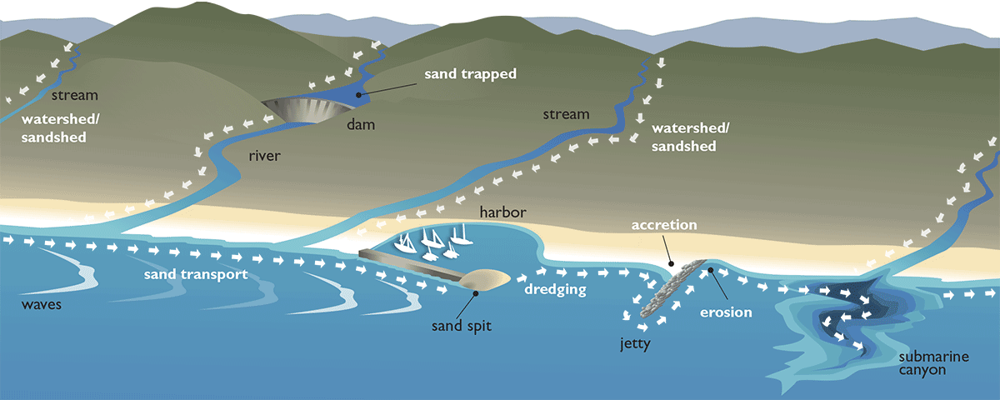 sand trapped
stream
watershed/
sandshed
dam
stream
watershed/
sandshed
river
harbor
accretion
sand transport
dredging
waves
erosion
sand spit
jetty
submarine
canyon